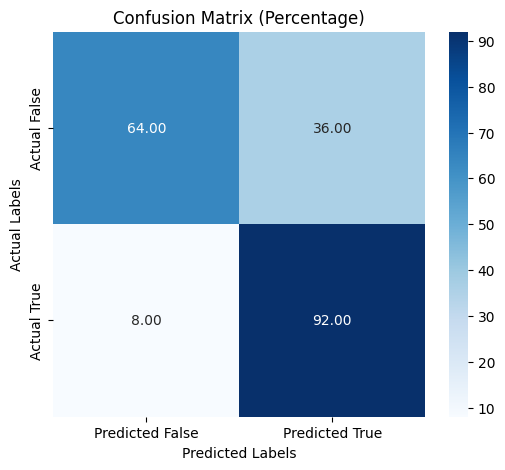 Confusion Matrix (Percentage)
Actual Labels
Actual False
64.00
36.00
Actual True
8.00
92.00
Predicted False
Predicted True
Predicted Labels
90
80
70
60
50
40
30
20
10